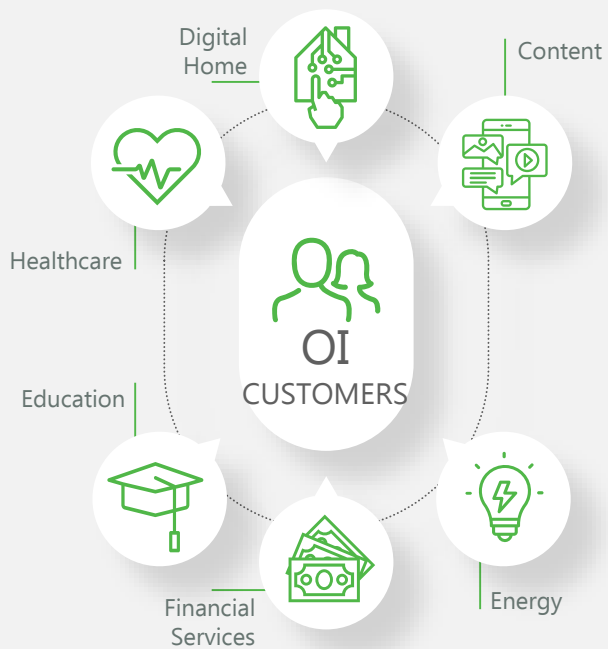 Digital
Home
Content
Healthcare
OI
CUSTOMERS
Education
Financial
Services
Energy